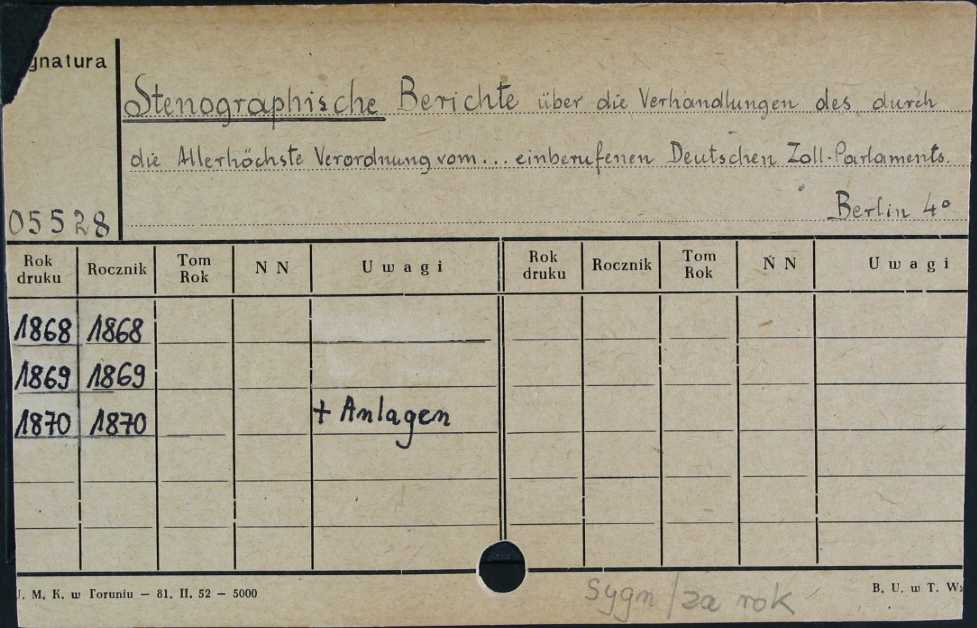 gnatura
Stenographische Berichte über die Verhandlungen des durch
die Allerhöchste Verordnung vom... einberufenen Deutschen Zoll-Parlaments.
05528
Berlin 4°
Rok druku Rocznik Tom Rok N N Uwagi Rok druku Rocznik Tom Rok N N Uwagi
1868 1868
1869 1869
1870 1870 + Anlagen
U. M. K. w Toruniu — 81. II. 52 — 5000
B. U. w T. W
sygn/za rok